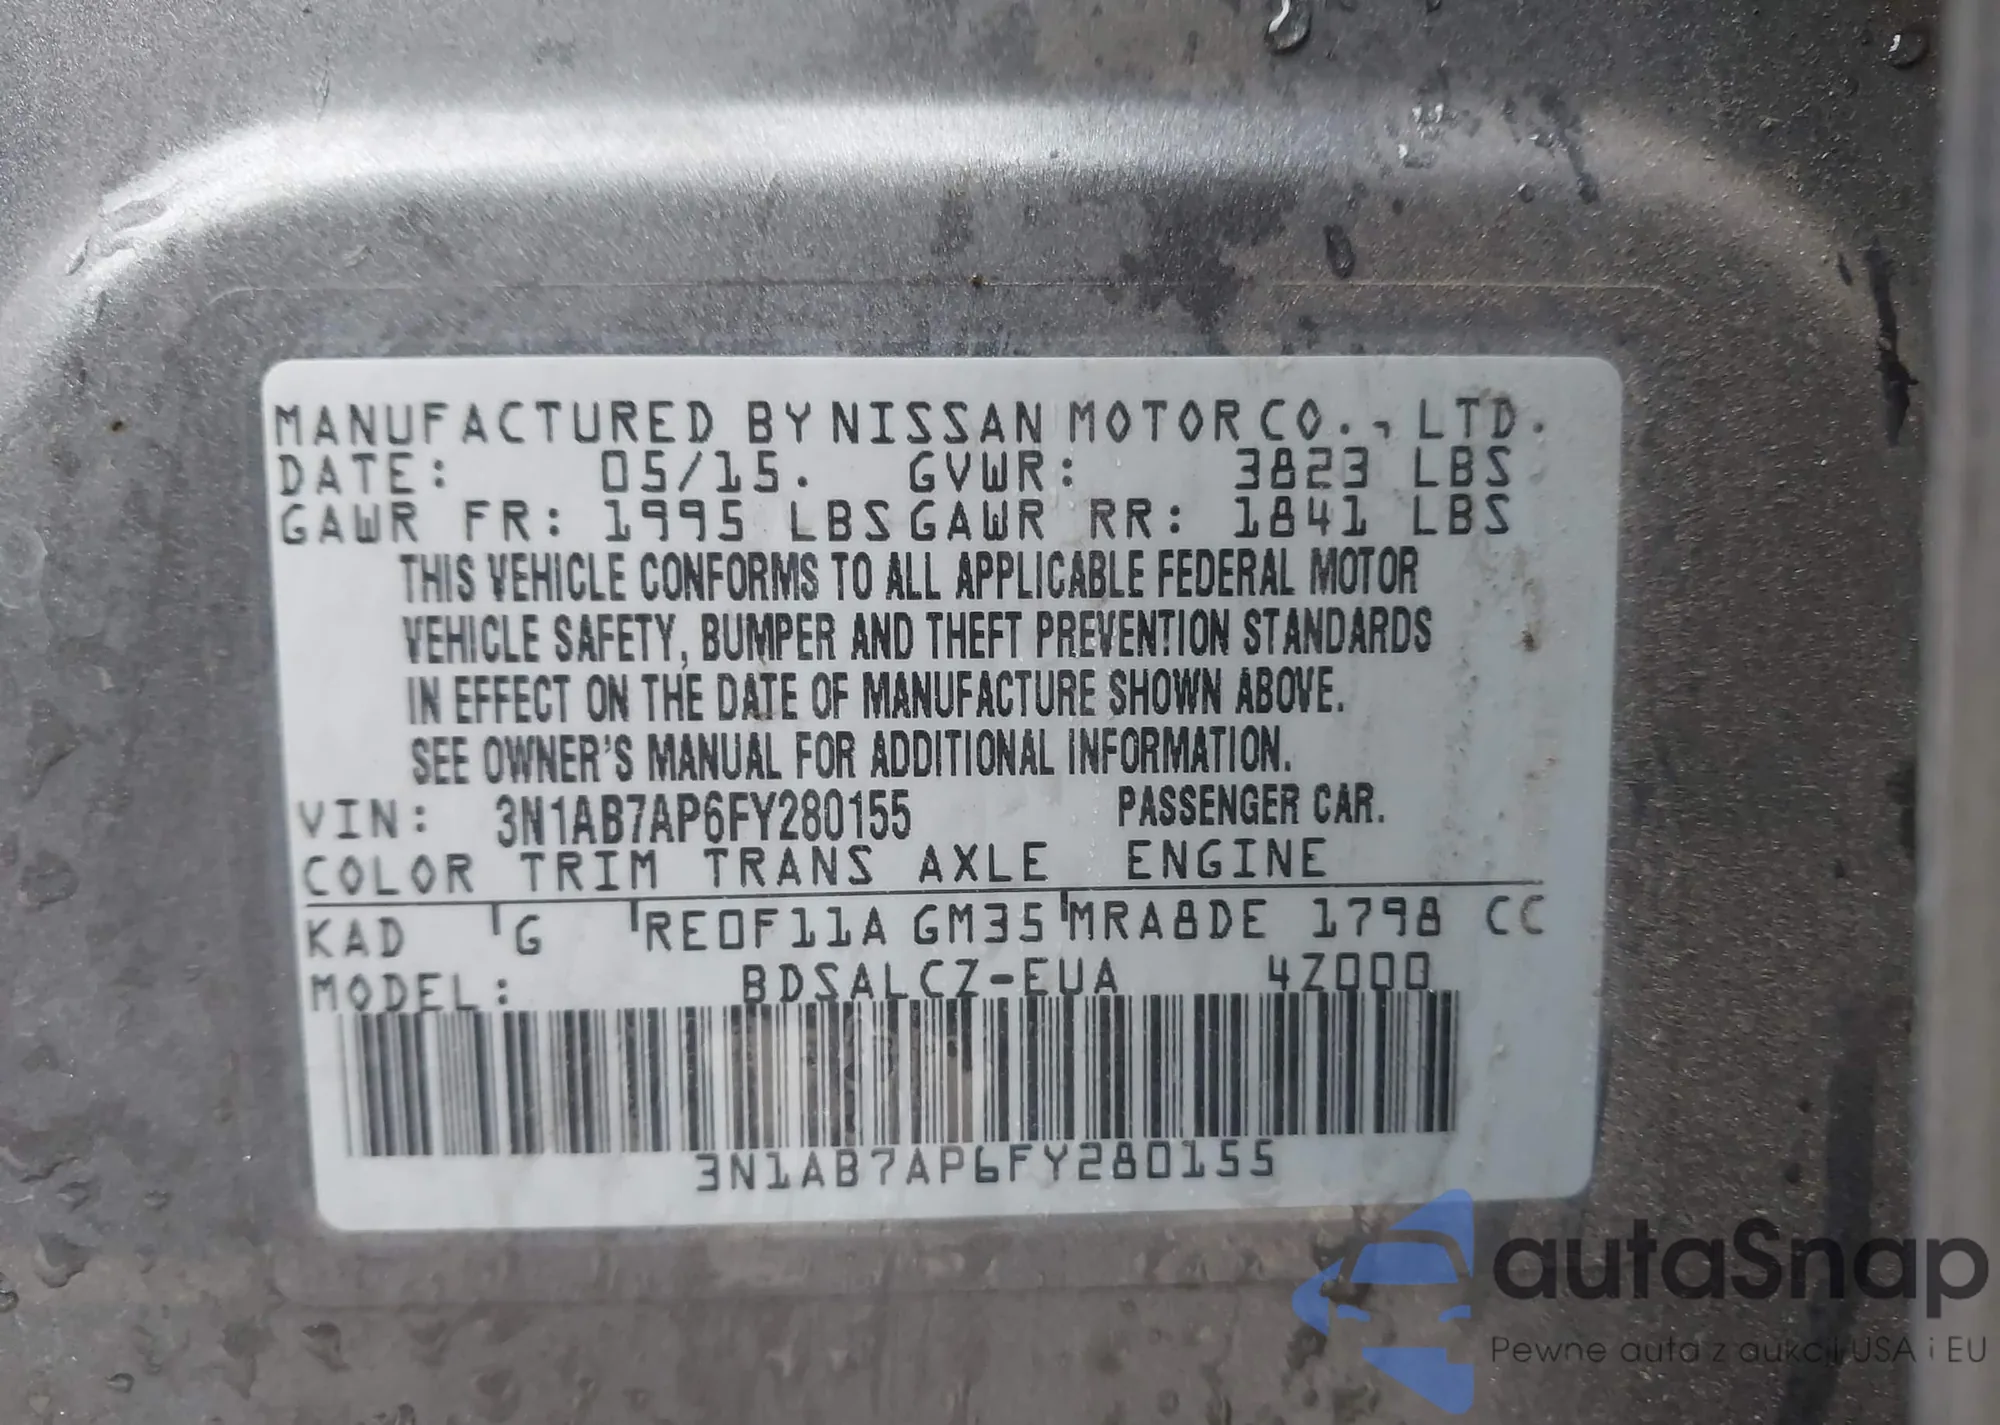 MANUFACTURED BY NISSAN MOTOR CO., LTD.
DATE: 05/15. GVWR: 3823 LBS
GAWR FR: 1995 LBS GAWR RR: 1841 LBS
THIS VEHICLE CONFORMS TO ALL APPLICABLE FEDERAL MOTOR
VEHICLE SAFETY, BUMPER AND THEFT PREVENTION STANDARDS
IN EFFECT ON THE DATE OF MANUFACTURE SHOWN ABOVE.
SEE OWNER'S MANUAL FOR ADDITIONAL INFORMATION.
VIN: 3N1AB7AP6FY280155 PASSENGER CAR.
COLOR TRIM TRANS AXLE ENGINE
KAD G RE0F11A GM35 MRA8DE 1798 CC
MODEL: BDSALCZ-EUA 4Z000
3N1AB7AP6FY280155
autaSnap
Pewne auta z aukcji USA i EU